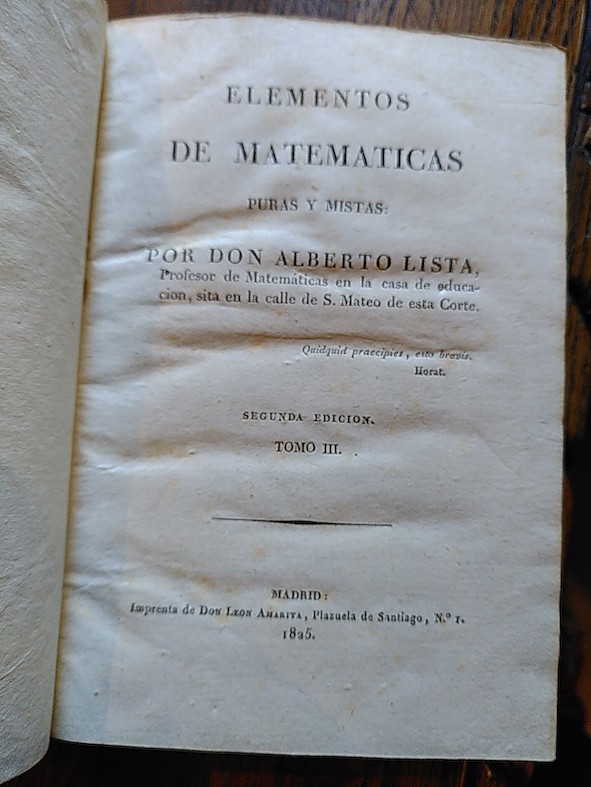 ELEMENTOS
DE MATEMATICAS
PURAS Y MISTAS:
POR DON ALBERTO LISTA,
Profesor de Matemáticas en la casa de educa-
cion, sita en la calle de S. Mateo de esta Corte.
Quidquid praecipies, esto brevis.
Horat.
SEGUNDA EDICION.
TOMO III.
MADRID:
Imprenta de DON LEON AMARITA, Plazuela de Santiago, N.º 1.
1825.